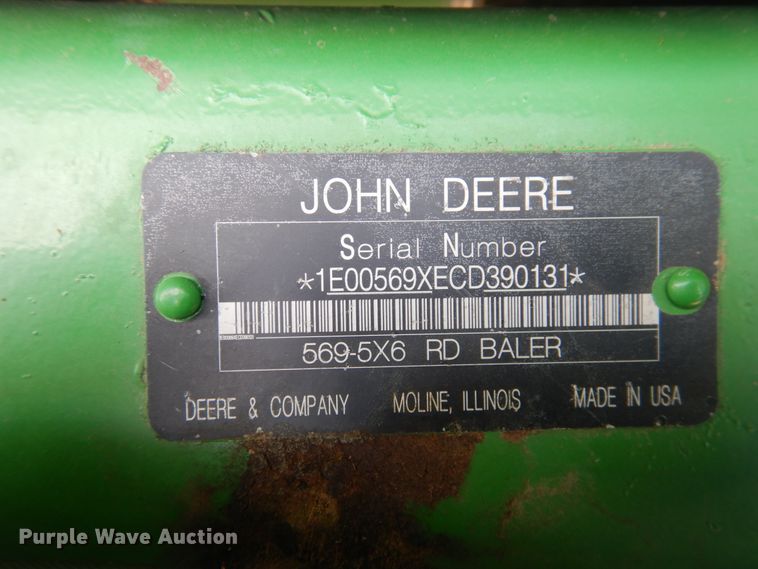 JOHN DEERE
Serial Number
*1E00569XECD390131*
569-5X6 RD BALER
DEERE & COMPANY MOLINE, ILLINOIS MADE IN USA
Purple Wave Auction